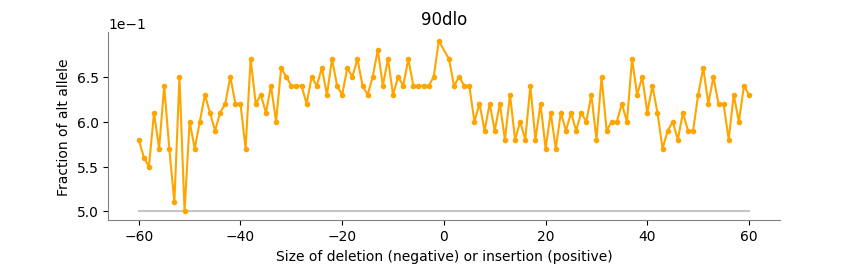 90dlo
1e−1
6.5
6.0
5.5
5.0
Fraction of alt allele
−60 −40 −20 0 20 40 60
Size of deletion (negative) or insertion (positive)